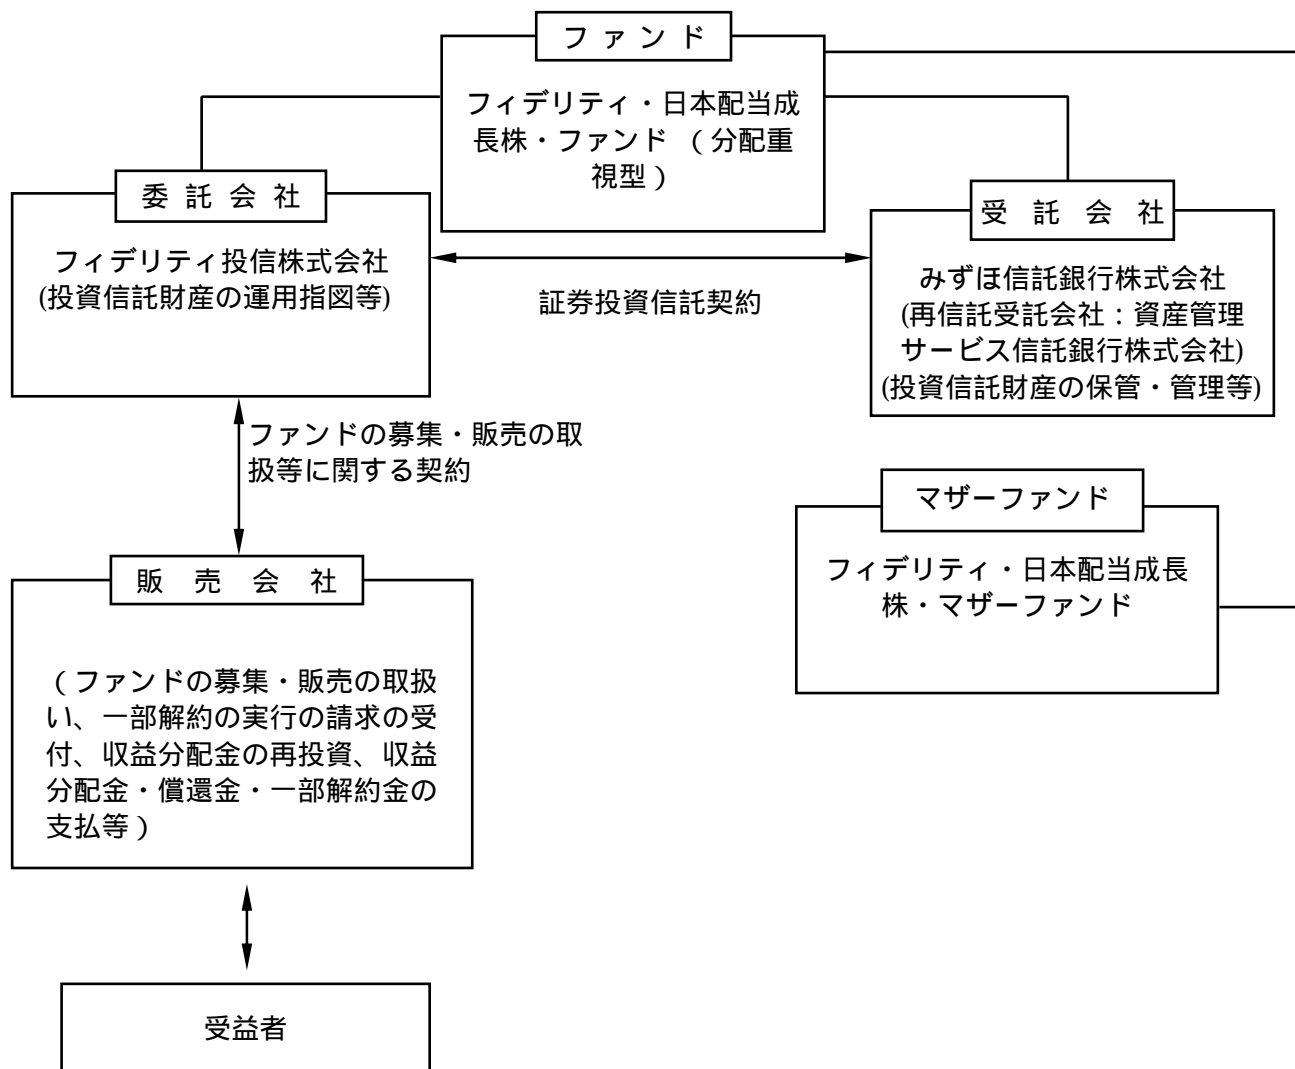 ファンド
フィデリティ・日本配当成
長株・ファンド （分配重
視型）
委託会社
フィデリティ投信株式会社
(投資信託財産の運用指図等)
証券投資信託契約
受託会社
みずほ信託銀行株式会社
(再信託受託会社：資産管理
サービス信託銀行株式会社)
(投資信託財産の保管・管理等)
ファンドの募集・販売の取
扱等に関する契約
マザーファンド
フィデリティ・日本配当成長
株・マザーファンド
販売会社
（ファンドの募集・販売の取扱
い、一部解約の実行の請求の受
付、収益分配金の再投資、収益
分配金・償還金・一部解約金の
支払等）
受益者